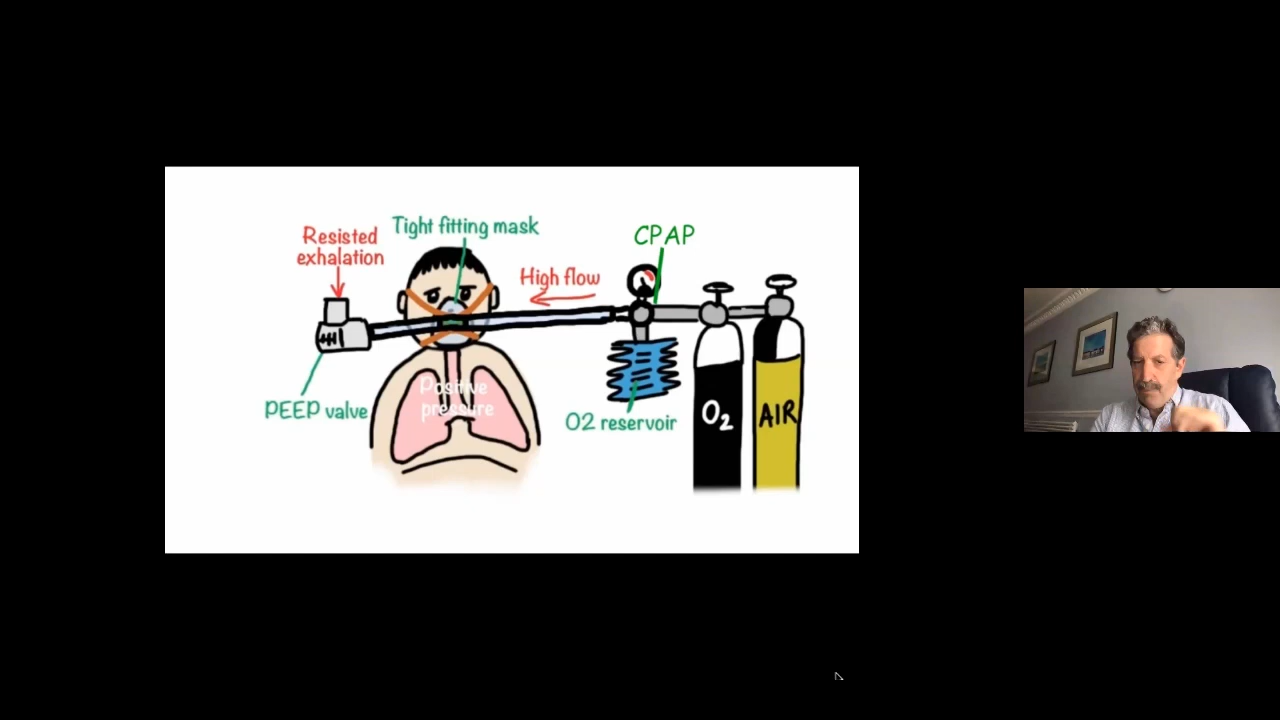 Resisted
exhalation
Tight fitting mask
CPAP
High flow
Positive
pressure
PEEP valve
O2 reservoir
O2
AIR